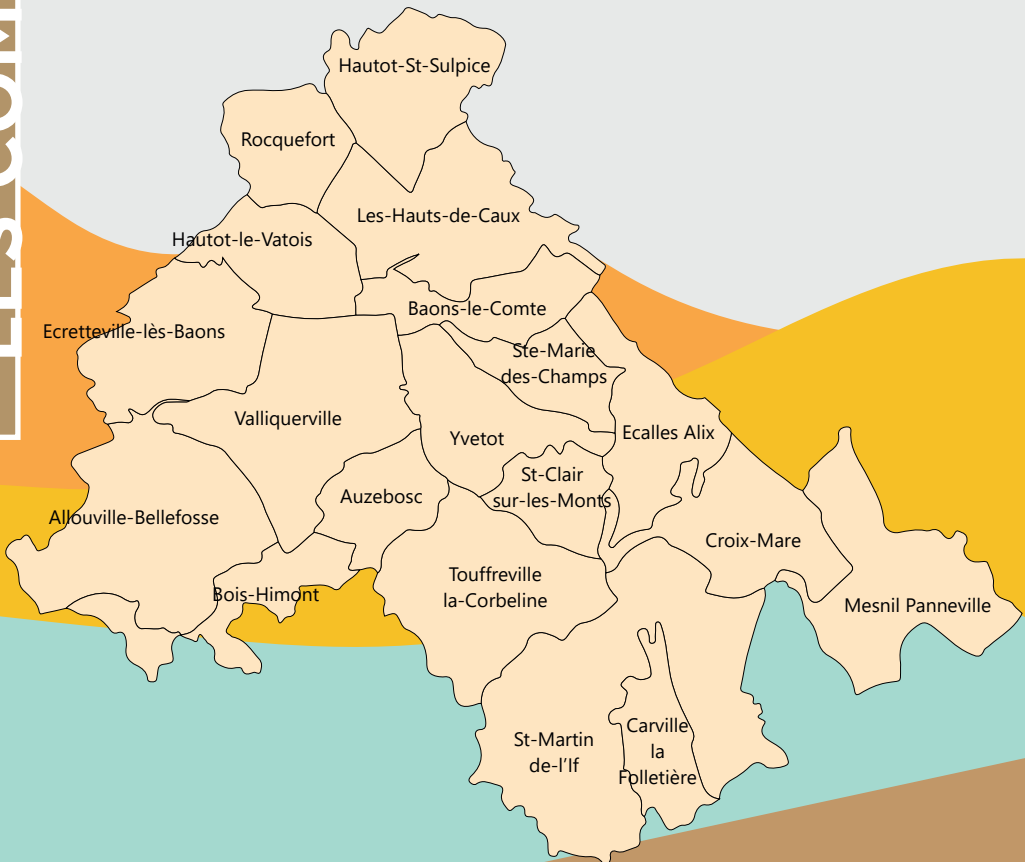 Hautot-St-Sulpice
Rocquefort
Les-Hauts-de-Caux
Hautot-le-Vatois
Baons-le-Comte
Ecretteville-lès-Baons
Ste-Marie
des-Champs
Valliquerville
Yvetot
Ecalles Alix
St-Clair
sur-les-Monts
Auzebosc
Allouville-Bellefosse
Croix-Mare
Touffreville
la-Corbeline
Bois-Himont
Mesnil Panneville
St-Martin
de-l'If
Carville
la
Folletière